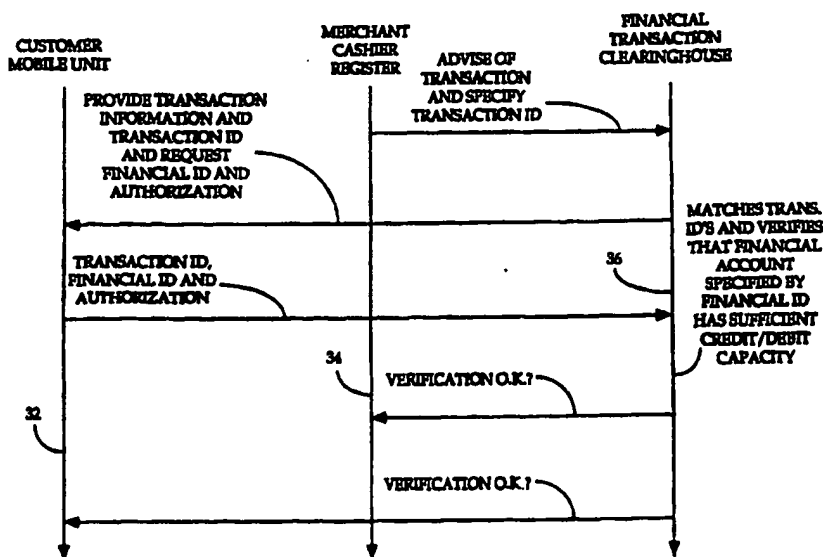 CUSTOMER
MOBILE UNIT
MERCHANT
CASHIER
REGISTER
FINANCIAL
TRANSACTION
CLEARINGHOUSE
ADVISE OF
TRANSACTION
AND SPECIFY
TRANSACTION ID
PROVIDE TRANSACTION
INFORMATION AND
TRANSACTION ID
AND REQUEST
FINANCIAL ID AND
AUTHORIZATION
TRANSACTION ID,
FINANCIAL ID AND
AUTHORIZATION
36
MATCHES TRANS.
ID'S AND VERIFIES
THAT FINANCIAL
ACCOUNT
SPECIFIED BY
FINANCIAL ID
HAS SUFFICIENT
CREDIT/DEBIT
CAPACITY
34
VERIFICATION O.K.?
32
VERIFICATION O.K.?